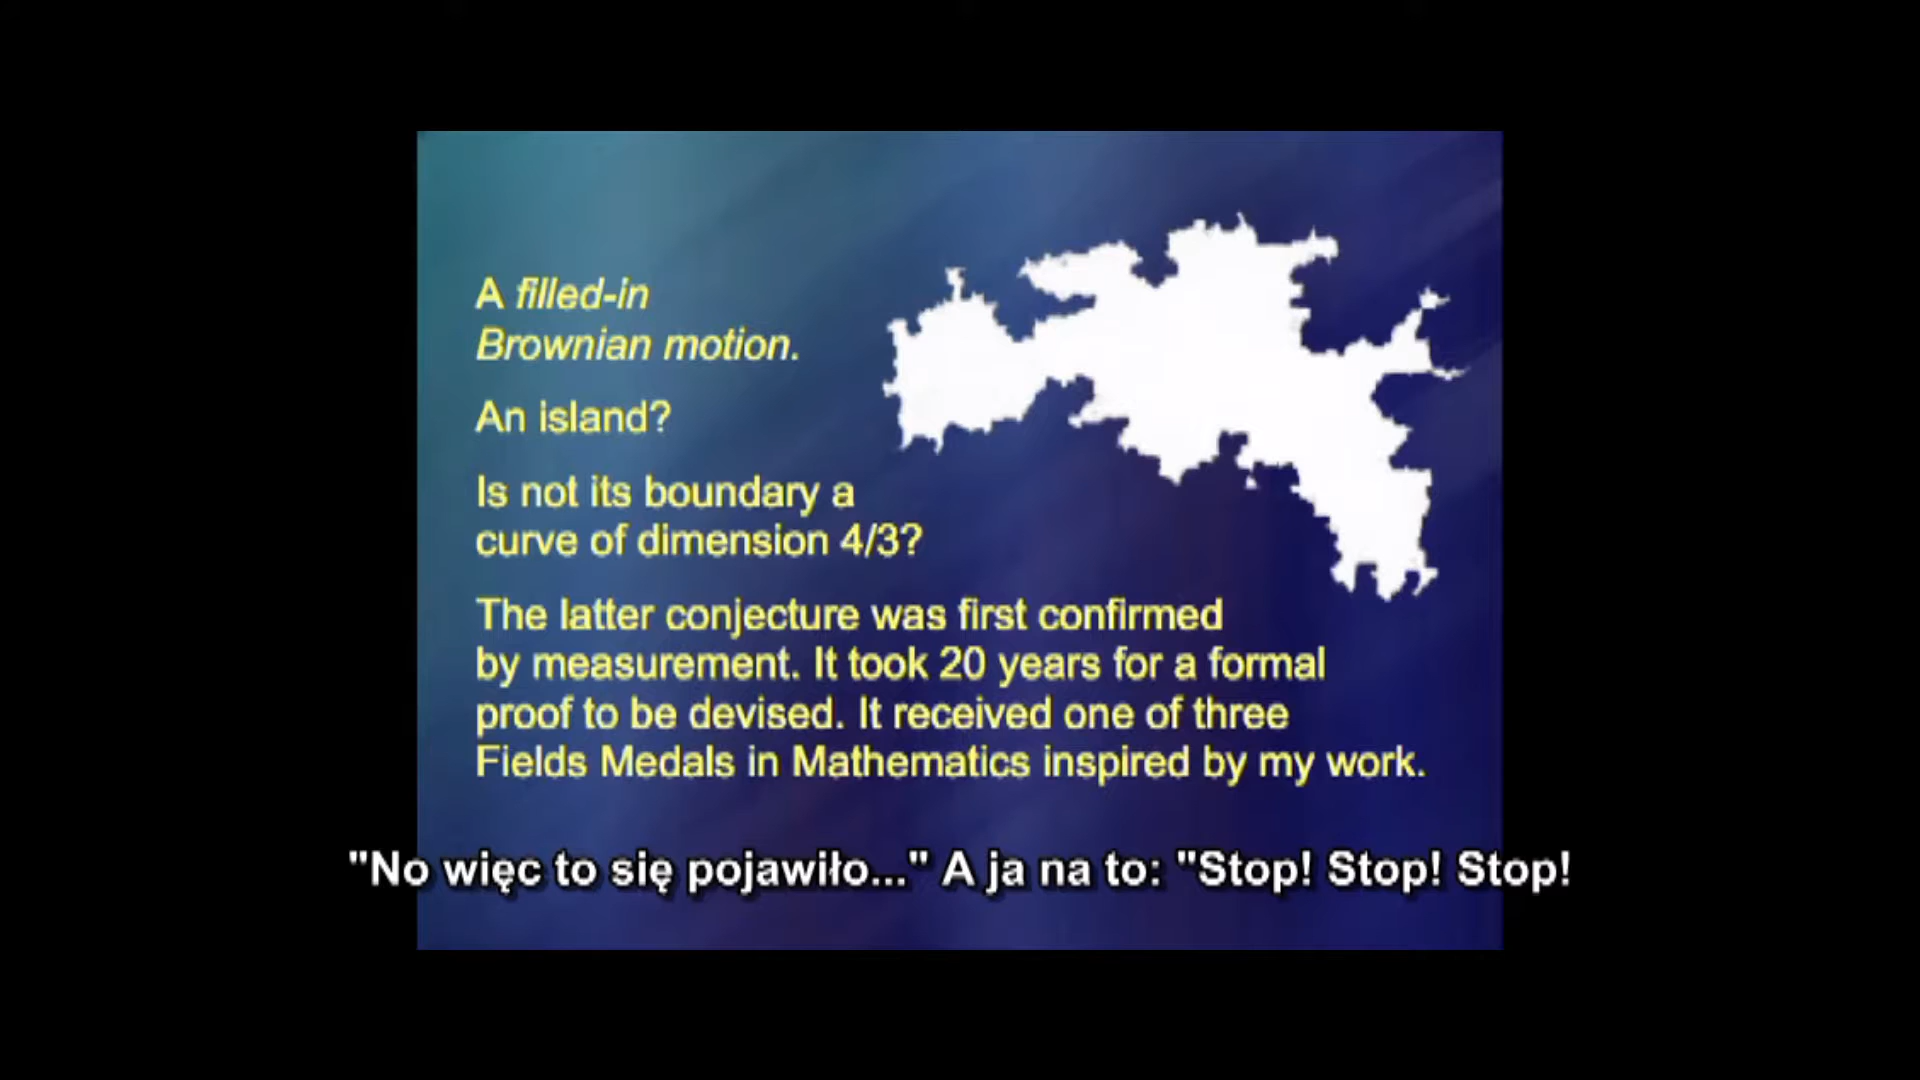 A filled-in
Brownian motion.
An island?
Is not its boundary a
curve of dimension 4/3?
The latter conjecture was first confirmed
by measurement. It took 20 years for a formal
proof to be devised. It received one of three
Fields Medals in Mathematics inspired by my work.
"No więc to się pojawiło..." A ja na to: "Stop! Stop! Stop!